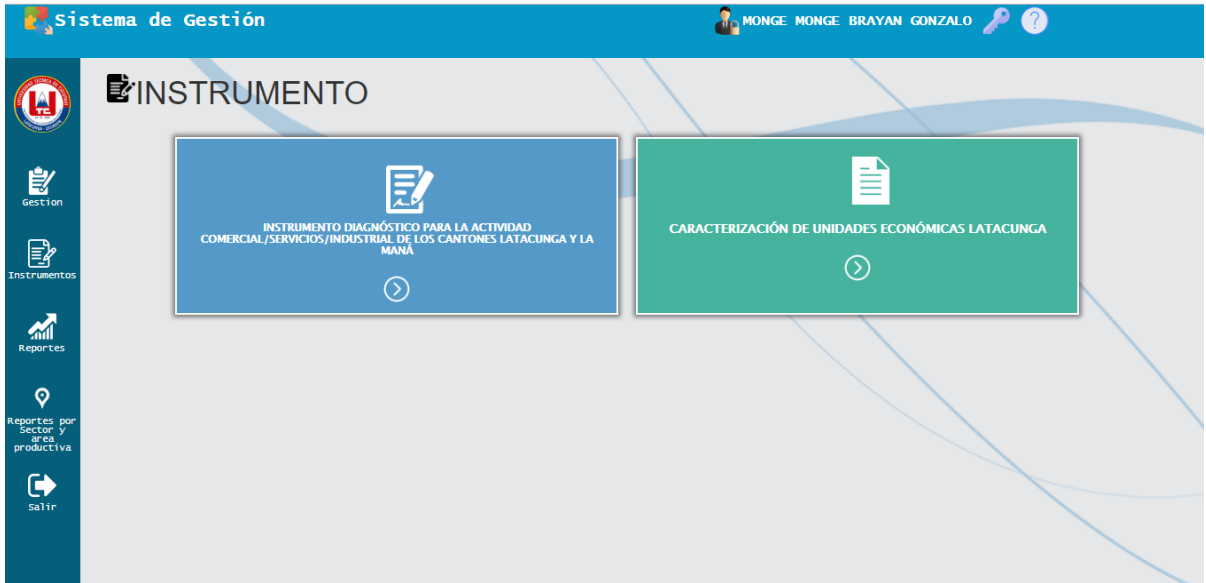 Sistema de Gestión
MONGE MONGE BRAYAN GONZALO
?
INSTRUMENTO
Gestion
Instrumentos
Reportes
Reportes por
Sector y
area
productiva
Salir
INSTRUMENTO DIAGNÓSTICO PARA LA ACTIVIDAD
COMERCIAL/SERVICIOS/INDUSTRIAL DE LOS CANTONES LATACUNGA Y LA
MANÁ
CARACTERIZACIÓN DE UNIDADES ECONÓMICAS LATACUNGA